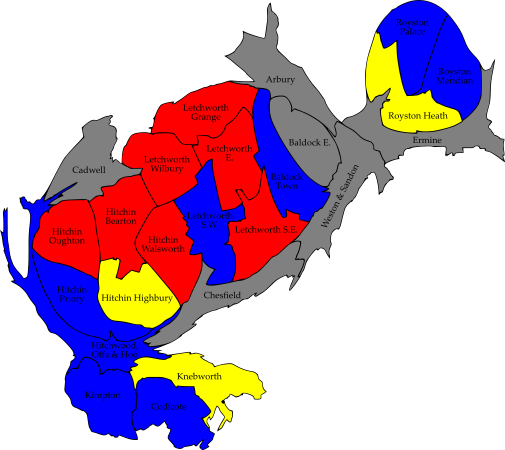 Royston
Palace
Royston
Meridian
Arbury
Royston Heath
Letchworth
Grange
Ermine
Baldock E.
Letchworth
E.
Letchworth
Wilbury
Cadwell
Baldock
Town
Weston & Sandon
Hitchin
Bearton
Letchworth
S.W.
Letchworth S.E.
Hitchin
Oughton
Hitchin
Walsworth
Hitchin
Priory
Hitchin Highbury
Chesfield
Hitchwood,
Offa & Hoo
Knebworth
Kimpton
Codicote